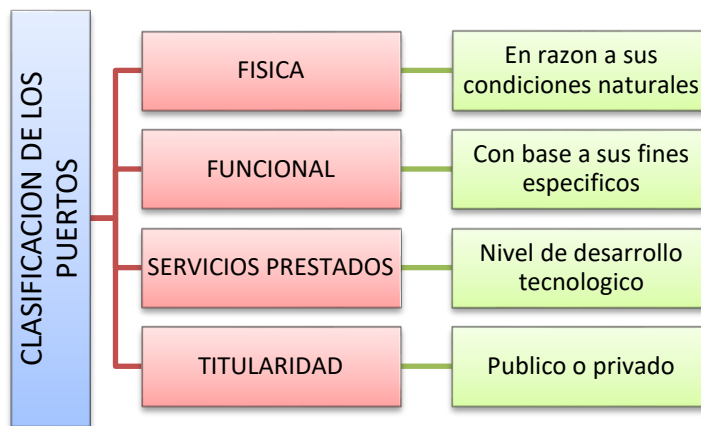 CLASIFICACION DE LOS
PUERTOS
FISICA
En razon a sus
condiciones naturales
FUNCIONAL
Con base a sus fines
especificos
SERVICIOS PRESTADOS
Nivel de desarrollo
tecnologico
TITULARIDAD
Publico o privado